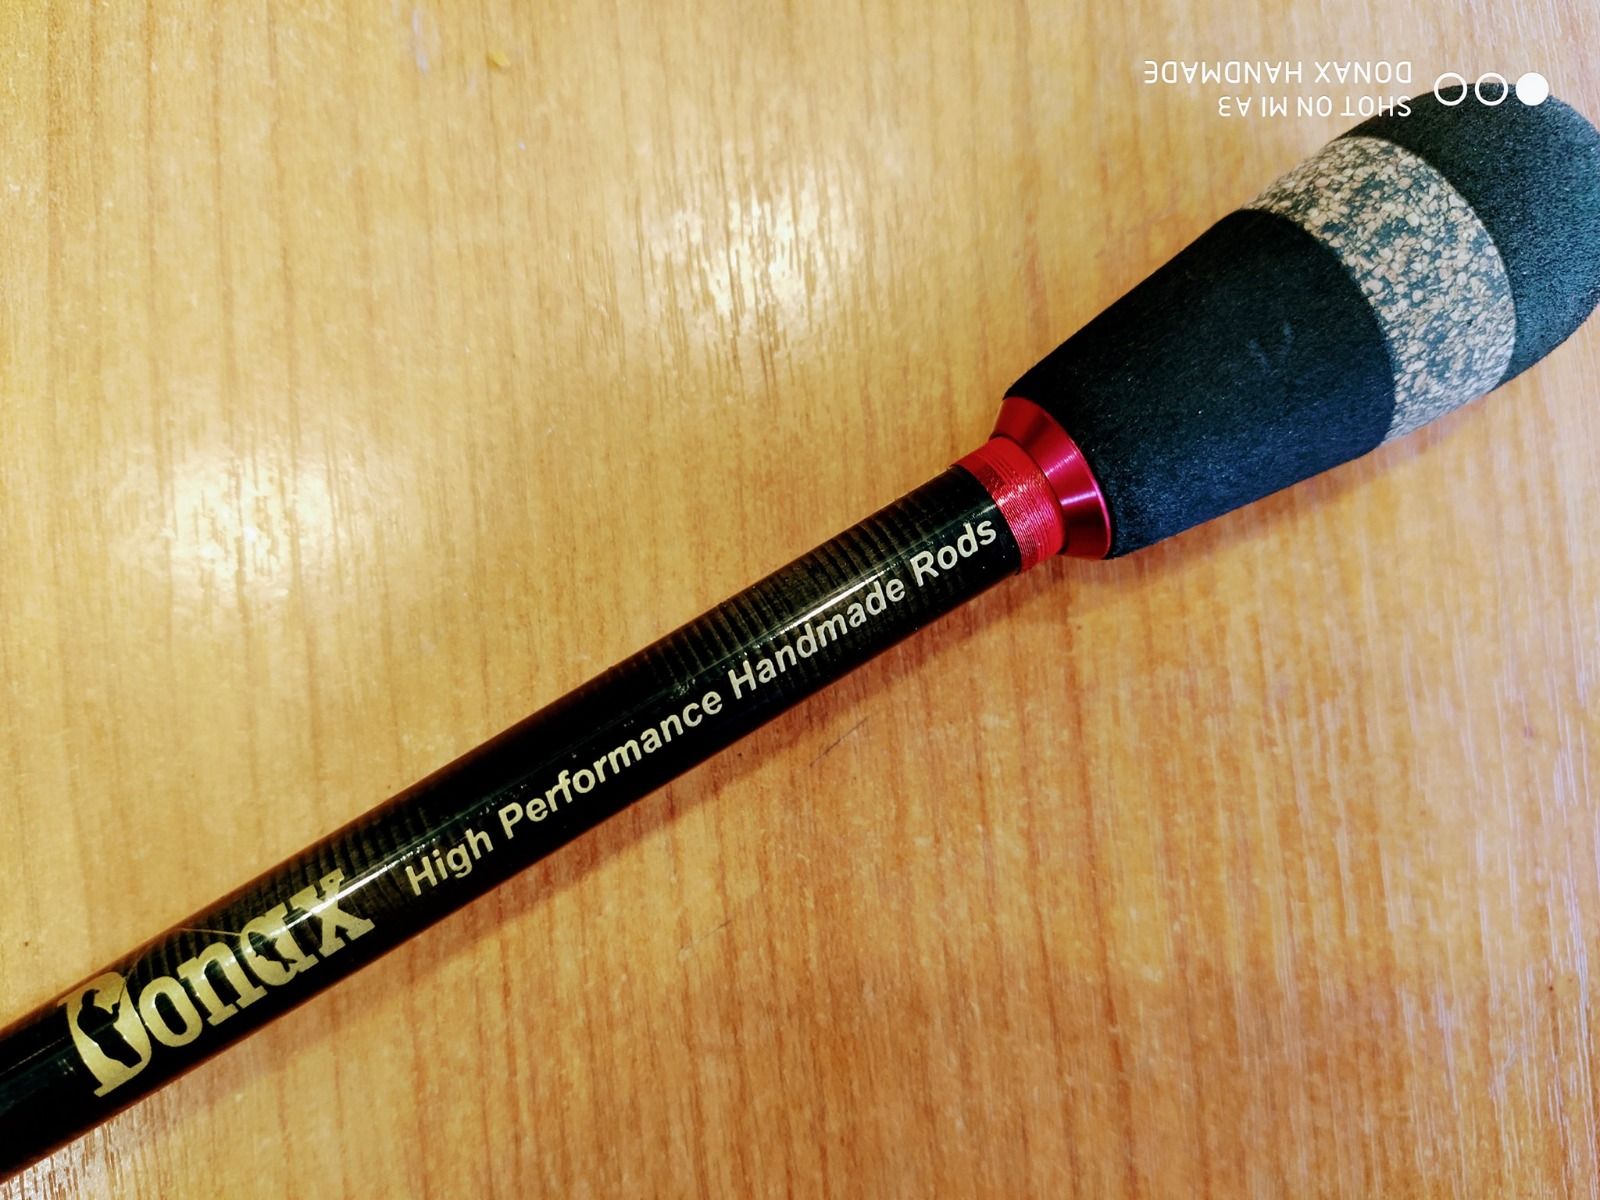 SHOT ON MI A3
DONAX HANDMADE
Donax
High Performance Handmade Rods